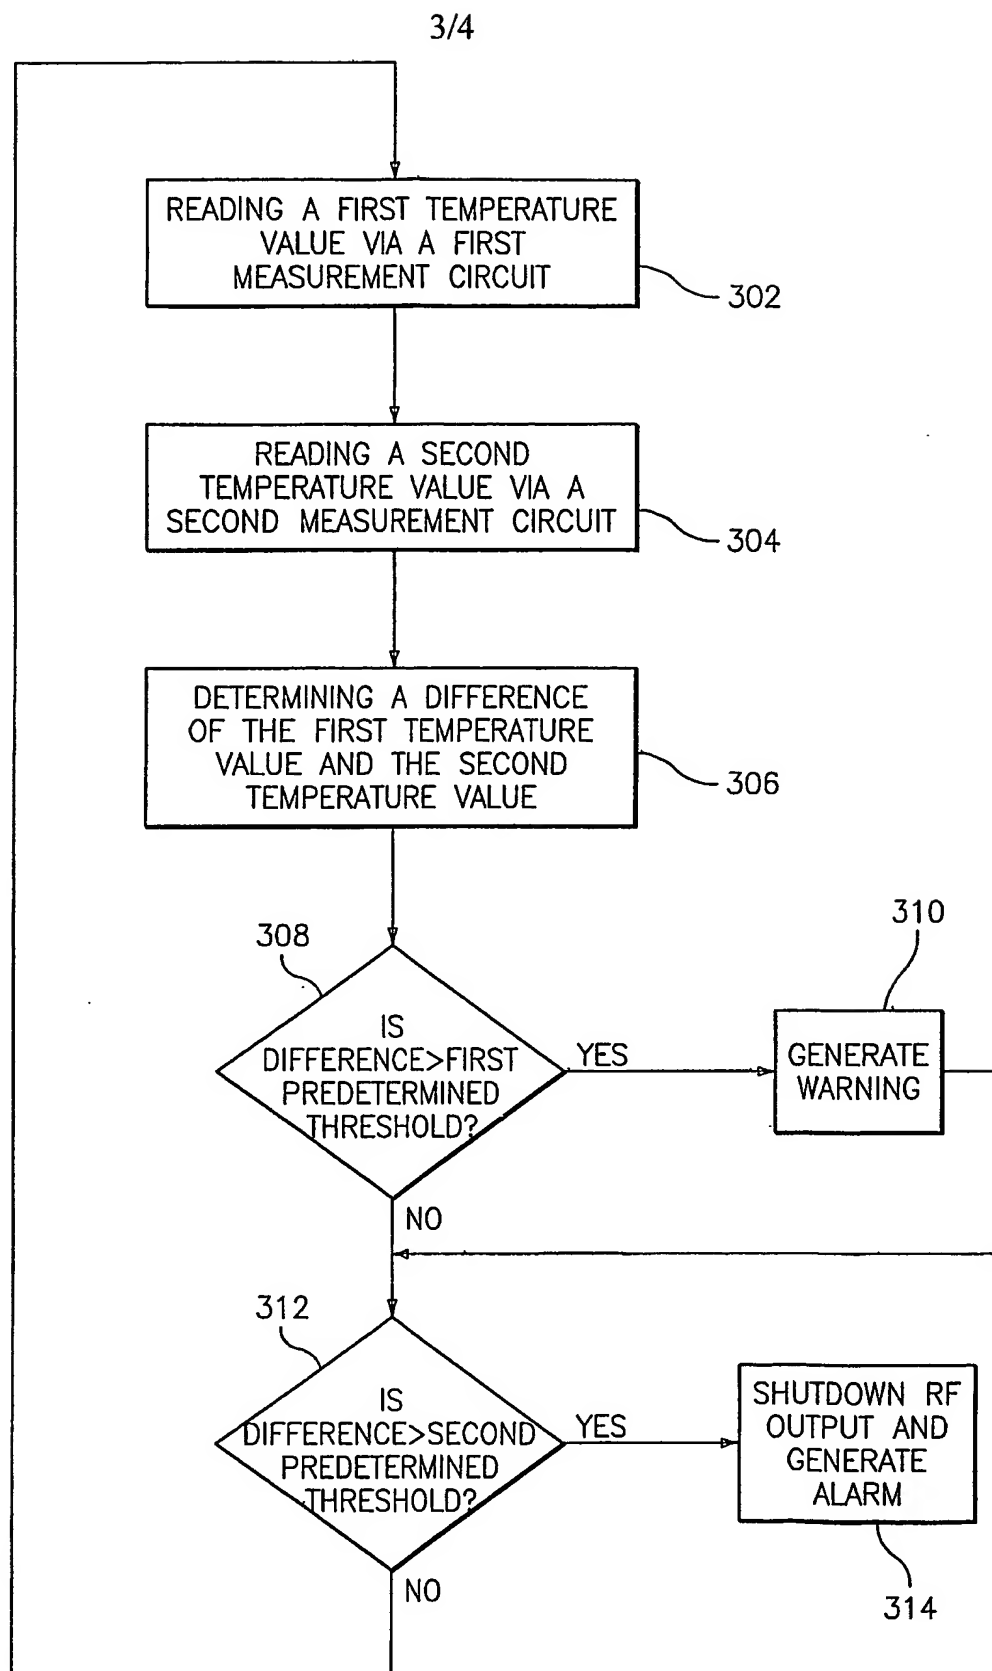 3/4
READING A FIRST TEMPERATURE
VALUE VIA A FIRST
MEASUREMENT CIRCUIT
302
READING A SECOND
TEMPERATURE VALUE VIA A
SECOND MEASUREMENT CIRCUIT
304
DETERMINING A DIFFERENCE
OF THE FIRST TEMPERATURE
VALUE AND THE SECOND
TEMPERATURE VALUE
306
308
IS
DIFFERENCE>FIRST
PREDETERMINED
THRESHOLD?
YES
310
GENERATE
WARNING
NO
312
IS
DIFFERENCE>SECOND
PREDETERMINED
THRESHOLD?
YES
SHUTDOWN RF
OUTPUT AND
GENERATE
ALARM
314
NO